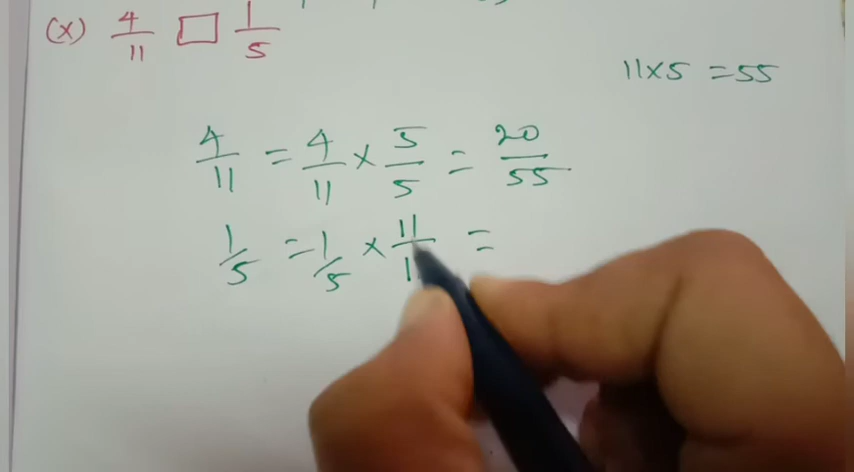 (x) 4/11 □ 1/5
11×5 = 55
4/11 = 4/11 × 5/5 = 20/55
1/5 = 1/5 × 11/1 =